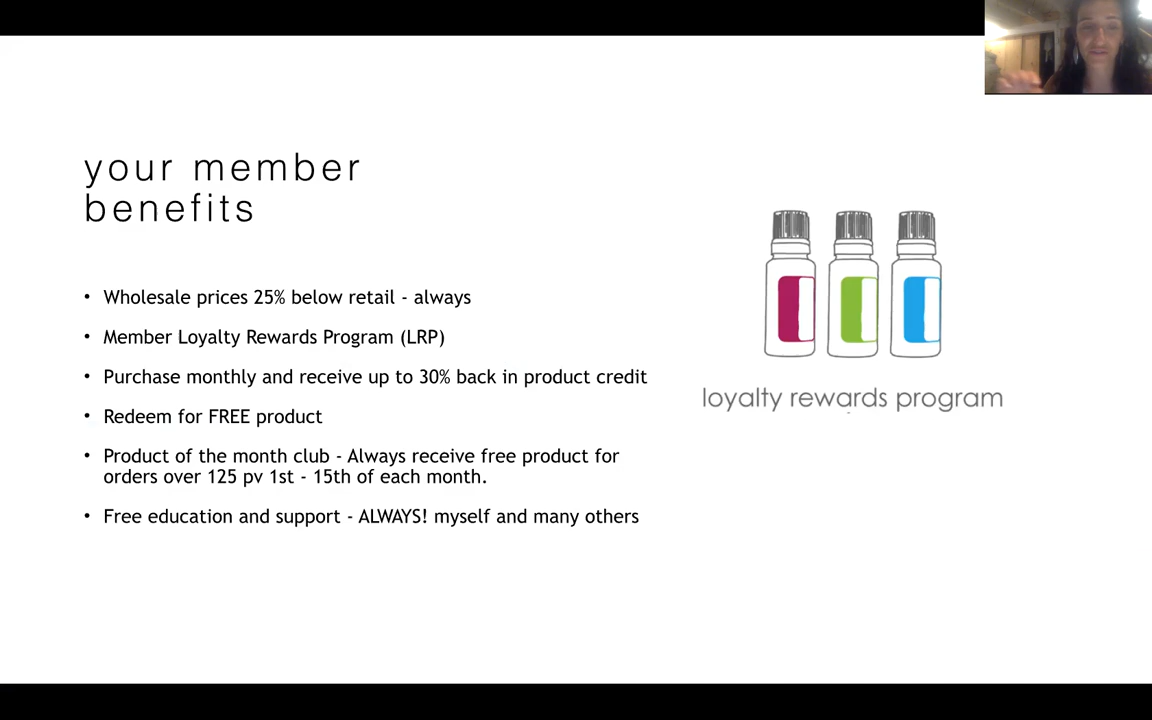 your member
benefits
• Wholesale prices 25% below retail - always
• Member Loyalty Rewards Program (LRP)
• Purchase monthly and receive up to 30% back in product credit
• Redeem for FREE product
• Product of the month club - Always receive free product for
orders over 125 pv 1st - 15th of each month.
• Free education and support - ALWAYS! myself and many others
loyalty rewards program